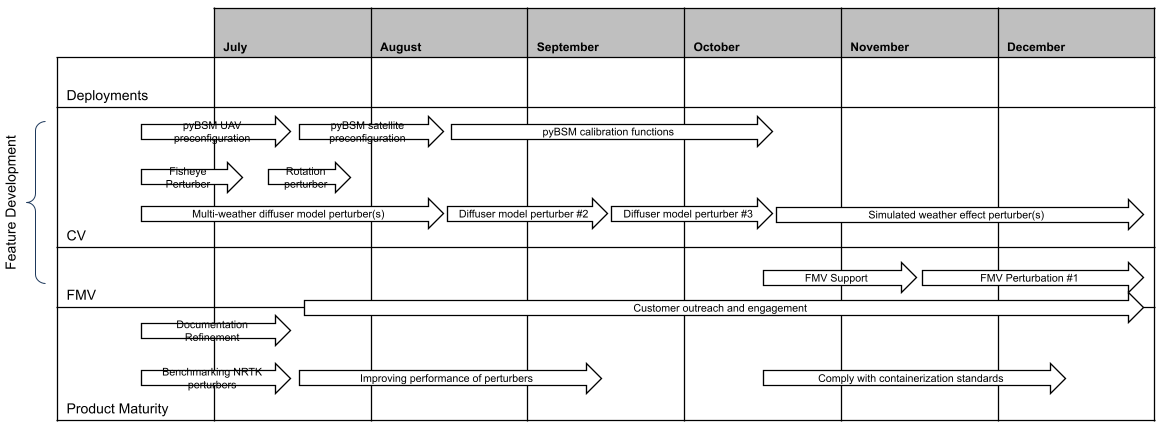 July August September October November December
Deployments
Feature Development
pyBSM UAV
preconfiguration
pyBSM satellite
preconfiguration
pyBSM calibration functions
Fisheye
Perturber
Rotation
perturber
Multi-weather diffuser model perturber(s)
Diffuser model perturber #2
Diffuser model perturber #3
Simulated weather effect perturber(s)
CV
FMV Support
FMV Perturbation #1
FMV
Customer outreach and engagement
Documentation
Refinement
Benchmarking NRTK
perturbers
Improving performance of perturbers
Comply with containerization standards
Product Maturity